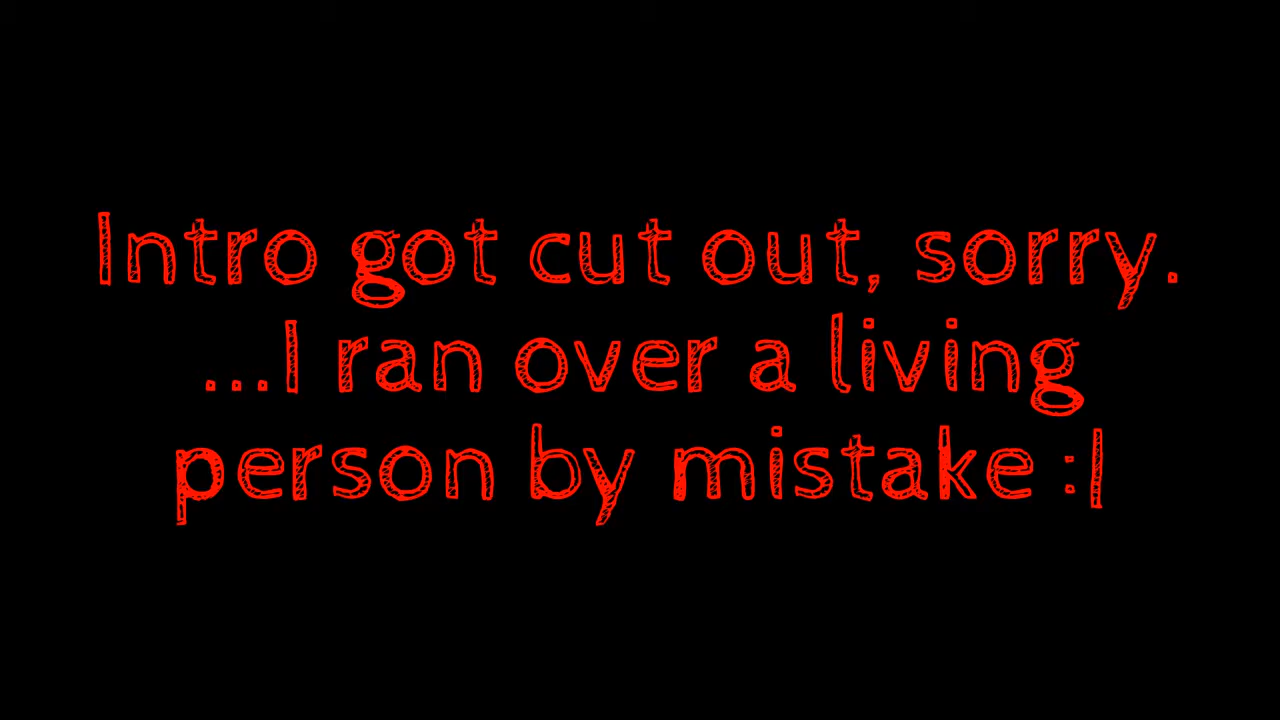 Intro got cut out, sorry.
...I ran over a living
person by mistake :|